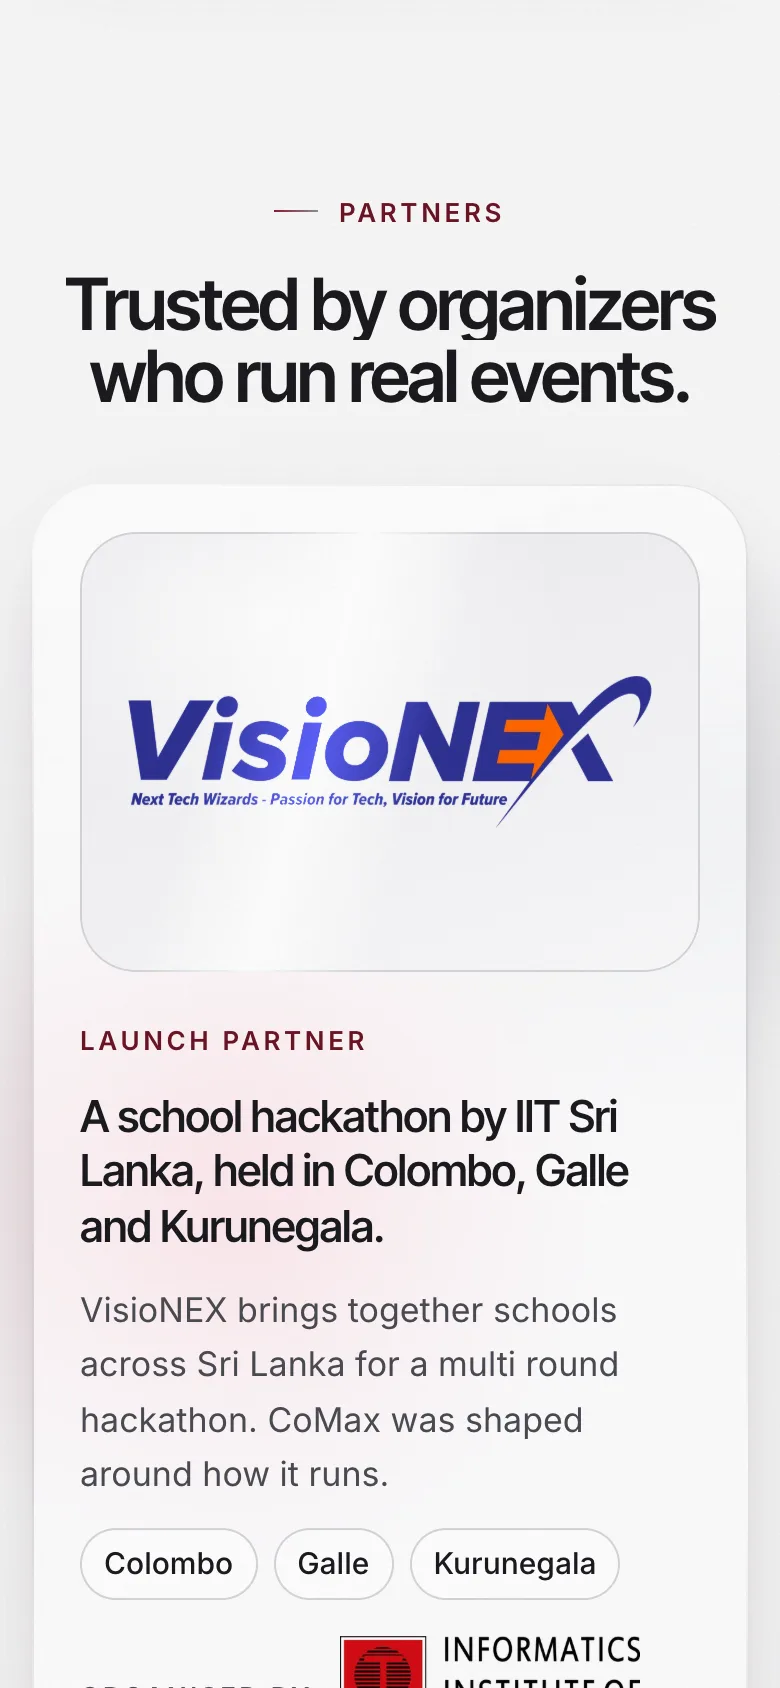 PARTNERS
Trusted by organizers
who run real events.
VisioNEX
Next Tech Wizards - Passion for Tech, Vision for Future
LAUNCH PARTNER
A school hackathon by IIT Sri
Lanka, held in Colombo, Galle
and Kurunegala.
VisioNEX brings together schools
across Sri Lanka for a multi round
hackathon. CoMax was shaped
around how it runs.
Colombo Galle Kurunegala
INFORMATICS
INSTITUTE OF